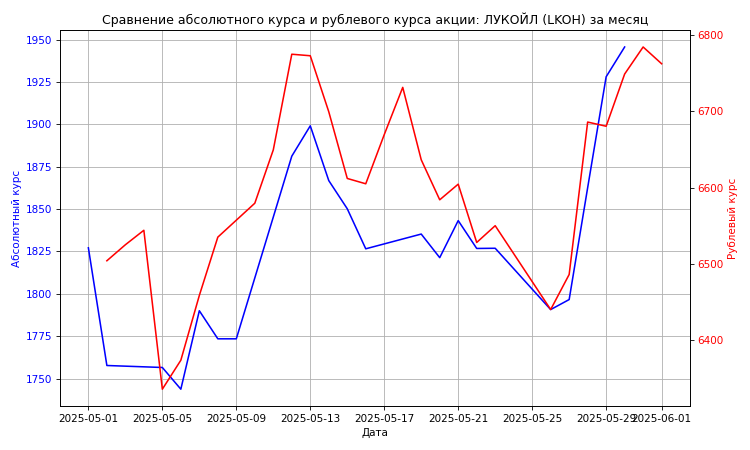 Сравнение абсолютного курса и рублевого курса акции: ЛУКОЙЛ (LKOH) за месяц
1950
1925
1900
1875
1850
1825
1800
1775
1750
Абсолютный курс
6800
6700
6600
6500
6400
Рублевый курс
2025-05-01 2025-05-05 2025-05-09 2025-05-13 2025-05-17 2025-05-21 2025-05-25 2025-05-29 2025-06-01
Дата